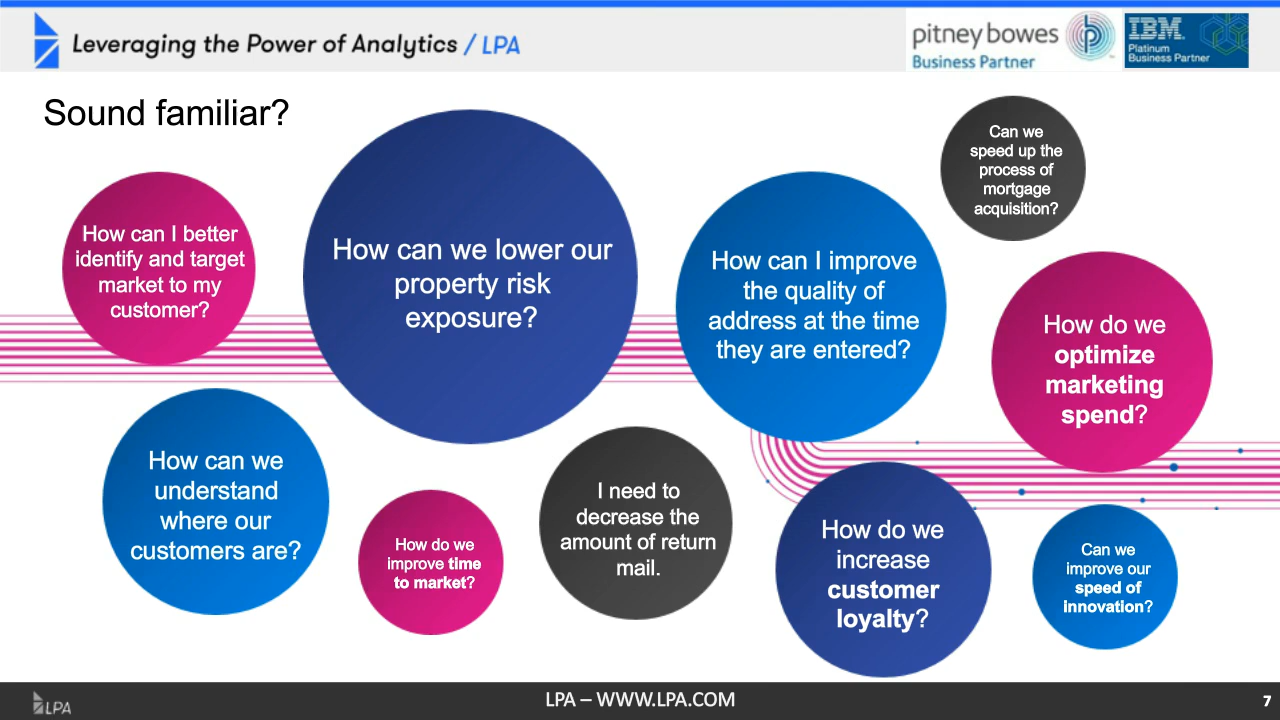 Leveraging the Power of Analytics / LPA
pitney bowes
Business Partner
IBM
Platinum
Business Partner
Sound familiar?
How can I better
identify and target
market to my
customer?
How can we lower our
property risk
exposure?
How can I improve
the quality of
address at the time
they are entered?
Can we
speed up the
process of
mortgage
acquisition?
How do we
optimize
marketing
spend?
How can we
understand
where our
customers are?
How do we
improve time
to market?
I need to
decrease the
amount of return
mail.
How do we
increase
customer
loyalty?
Can we
improve our
speed of
innovation?
LPA
LPA – WWW.LPA.COM
7